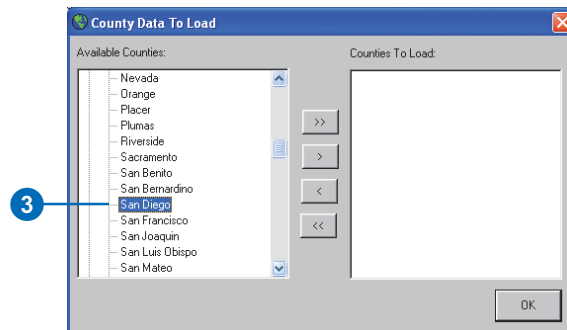 County Data To Load
Available Counties:
Counties To Load:
Nevada
Orange
Placer
Plumas
Riverside
Sacramento
San Benito
San Bernardino
3
San Diego
San Francisco
San Joaquin
San Luis Obispo
San Mateo
>>
>
<
<<
OK